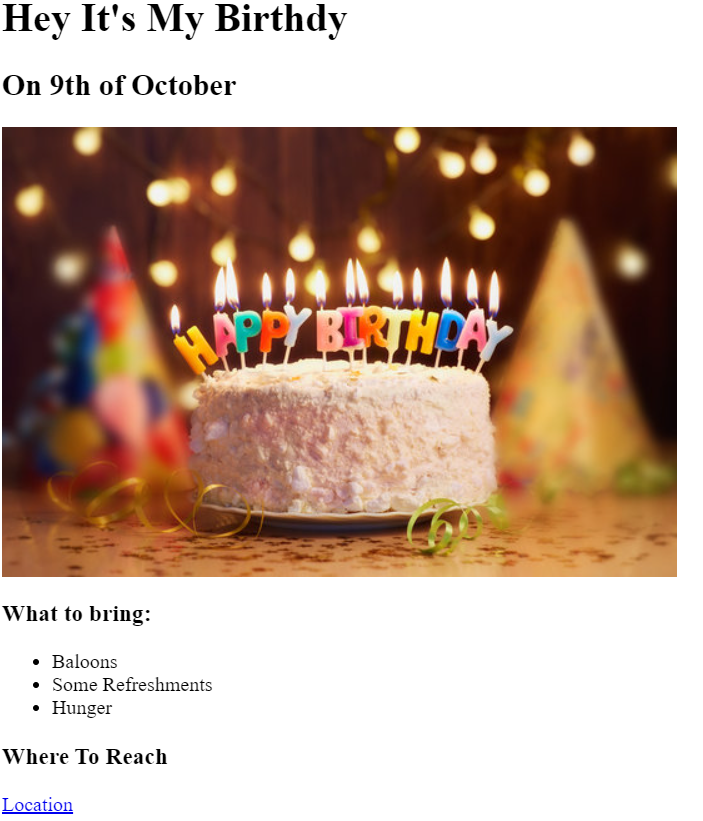 Hey It's My Birthdy
On 9th of October
HAPPY BIRTHDAY
What to bring:
Baloons
Some Refreshments
Hunger
Where To Reach
Location